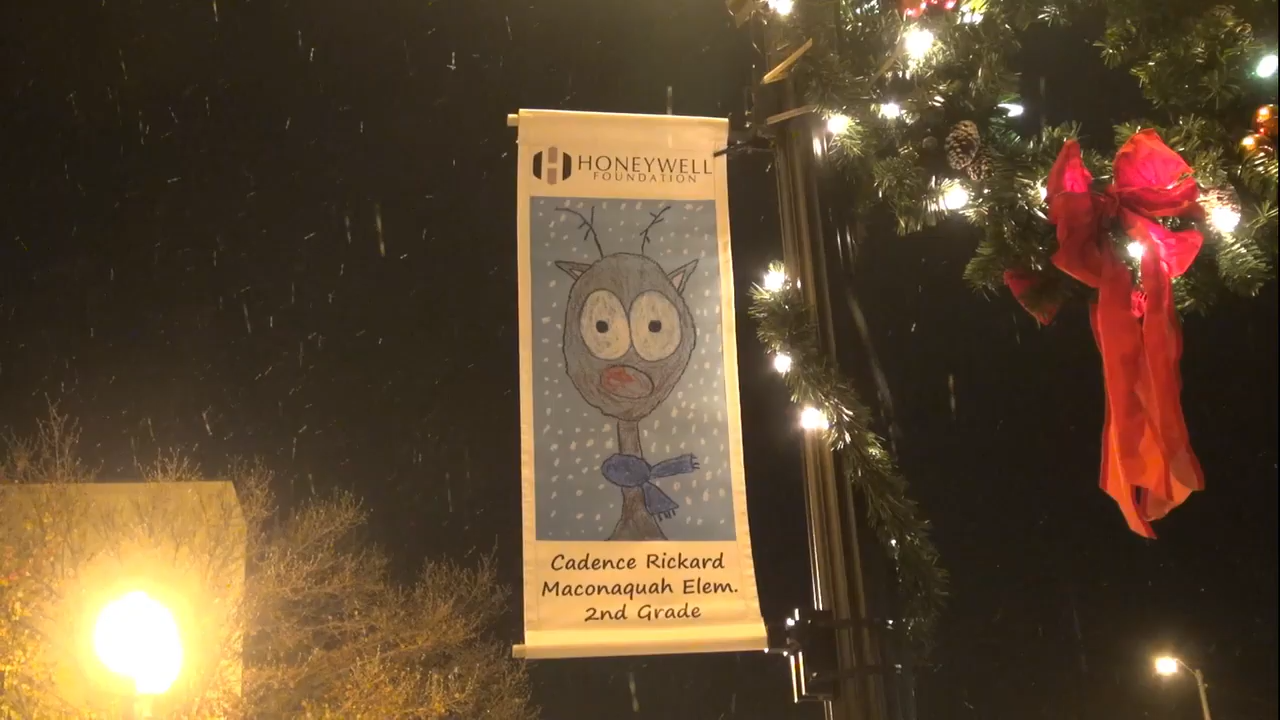 HONEYWELL
FOUNDATION
Cadence Rickard
Maconaquah Elem.
2nd Grade